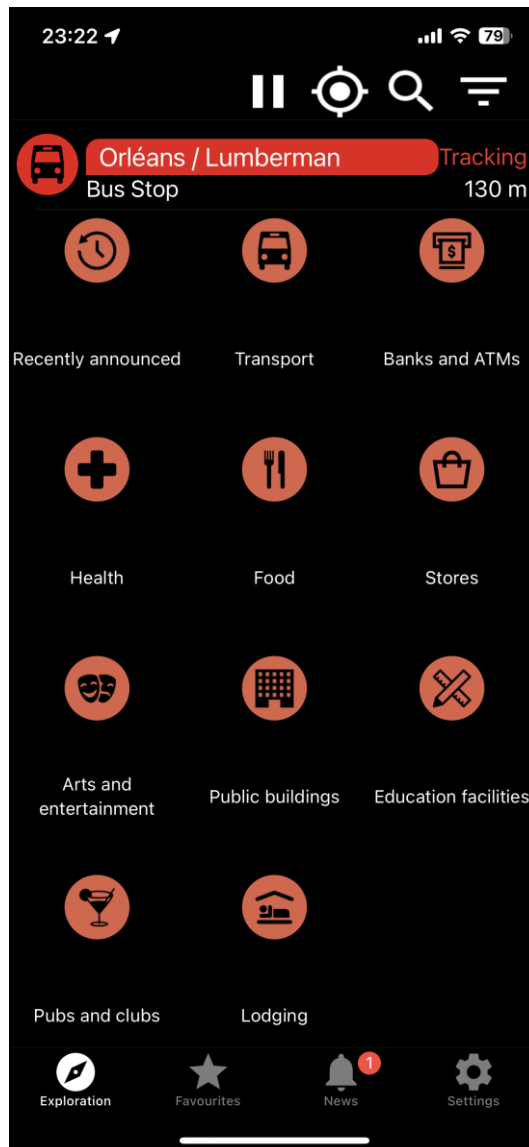 23:22
79
Orléans / Lumberman
Tracking
Bus Stop
130 m
$
Recently announced
Transport
Banks and ATMs
Health
Food
Stores
Arts and
entertainment
Public buildings
Education facilities
Pubs and clubs
Lodging
1
Exploration
Favourites
News
Settings